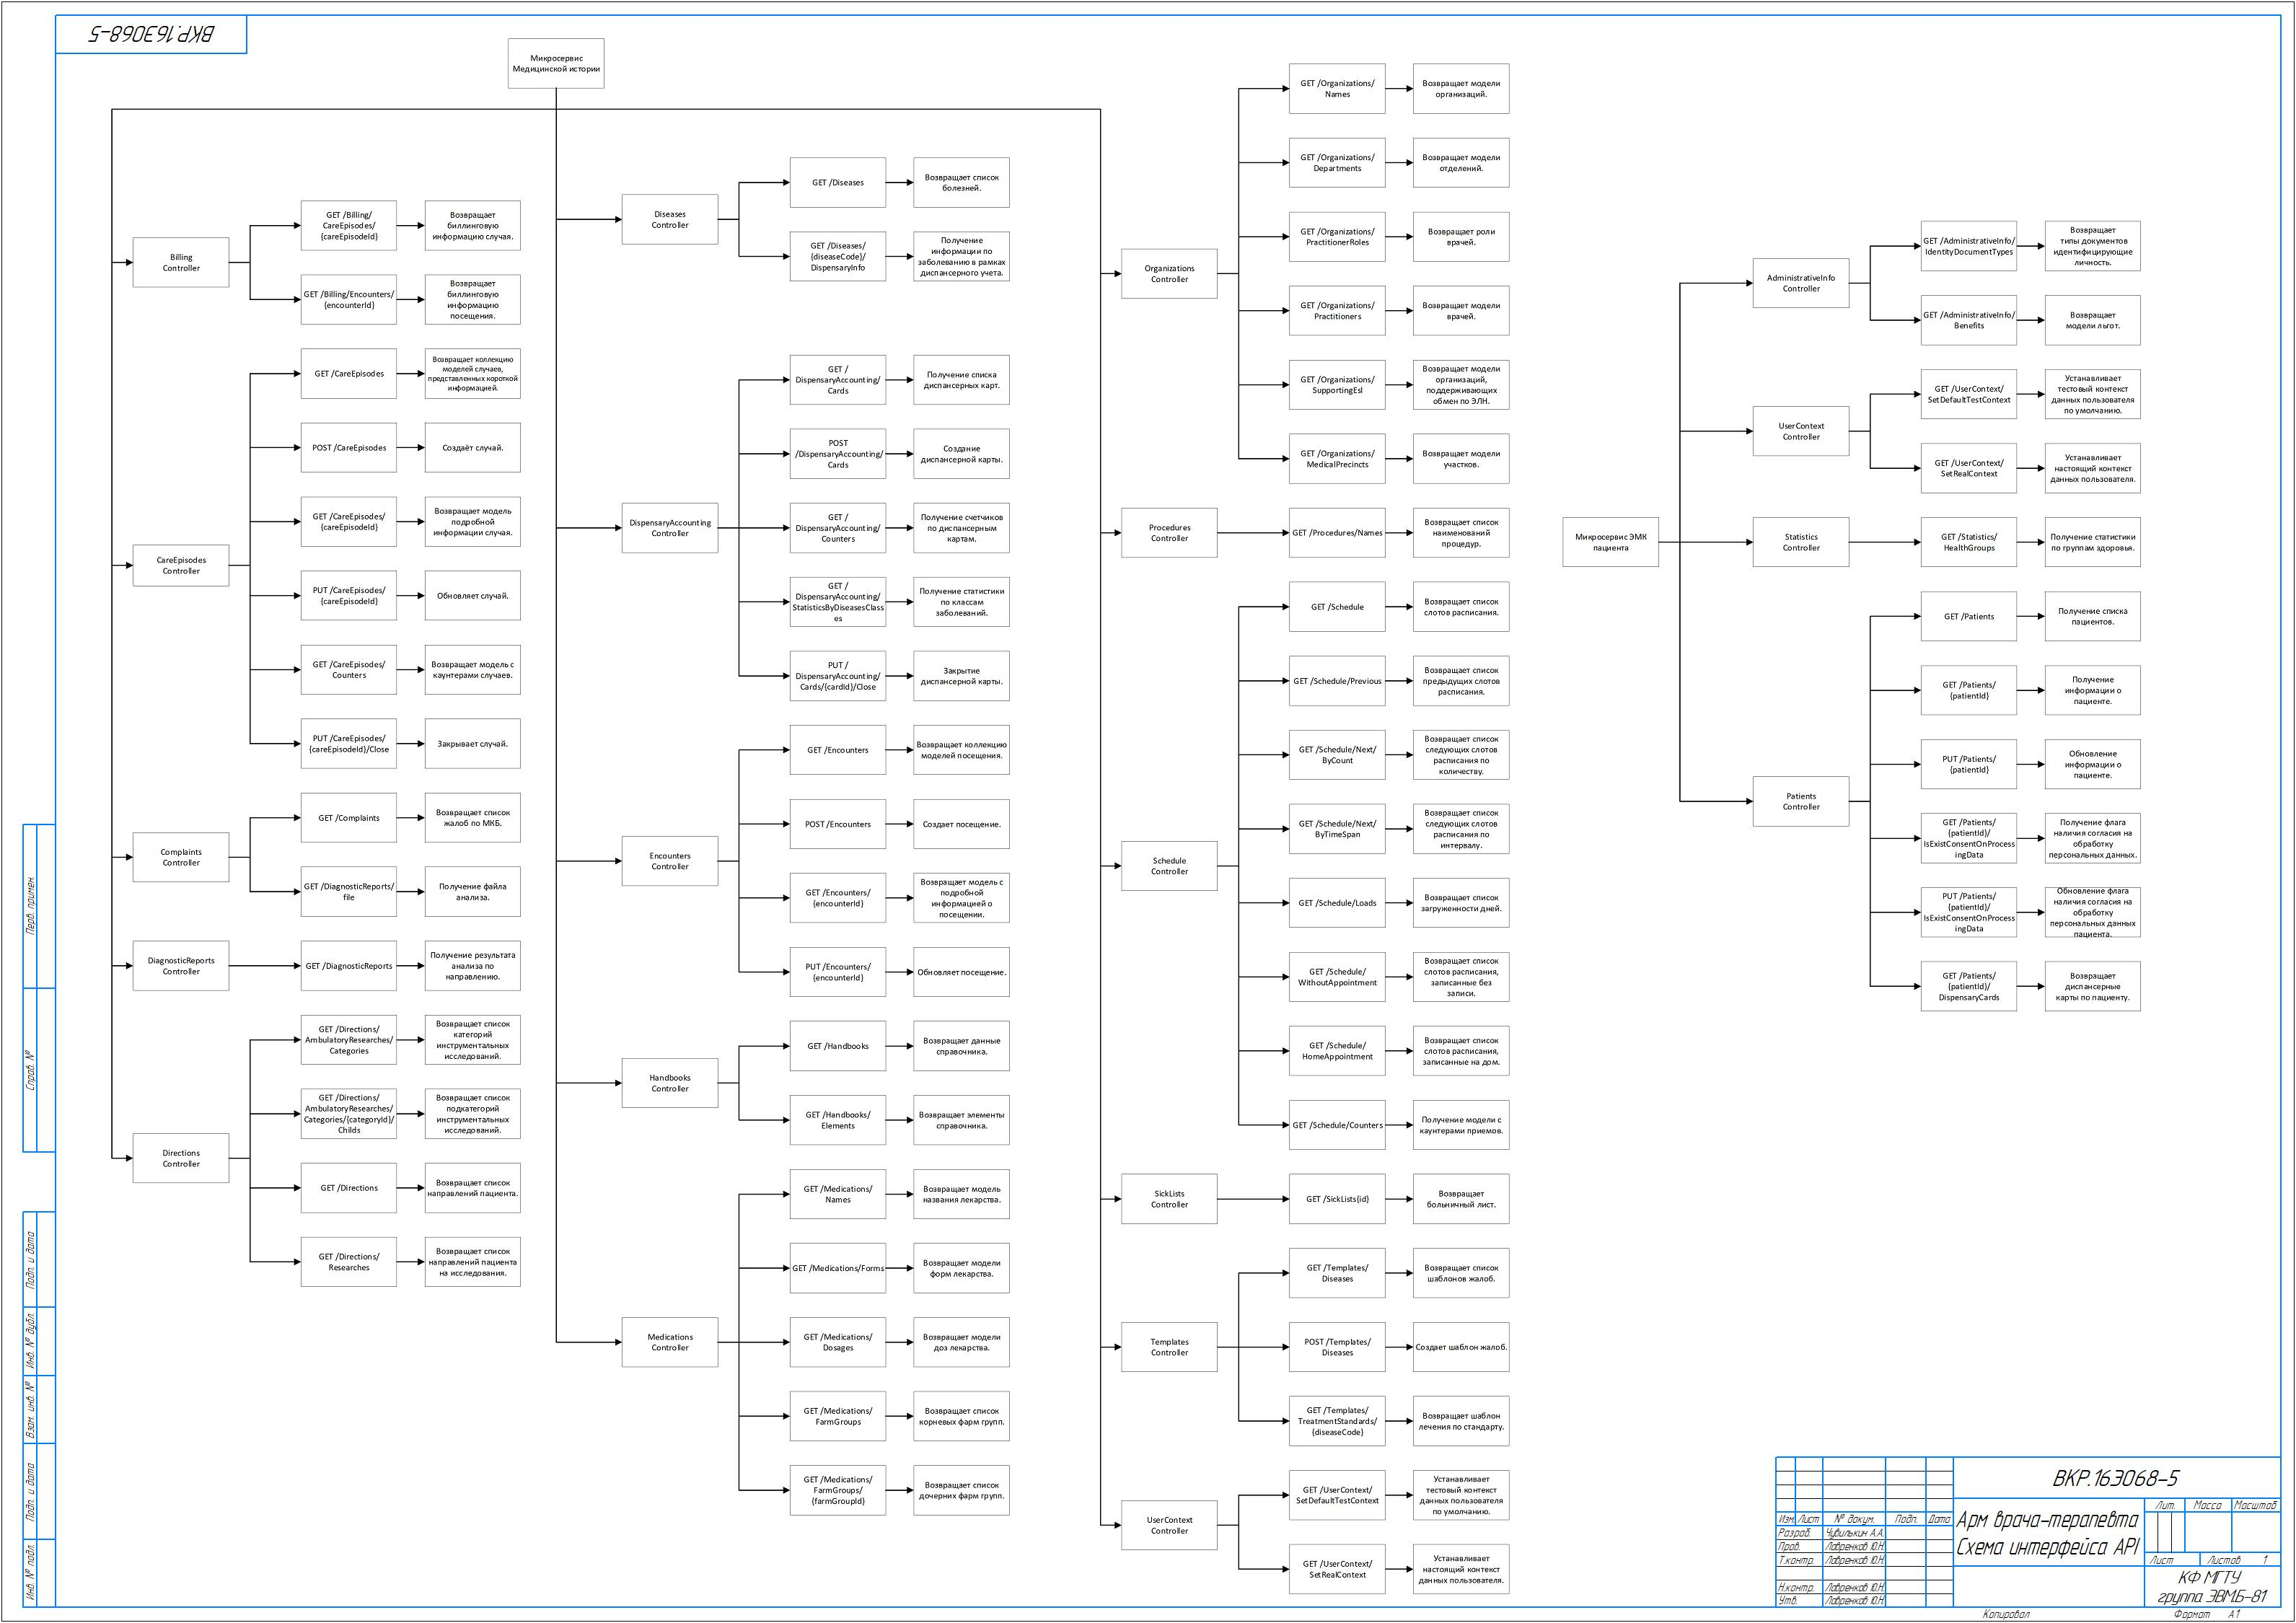 ВКР.163068-5
Микросервис
Медицинской истории
Billing
Controller
GET /Billing/
CareEpisodes/
{careEpisodeId}
Возвращает
биллинговую
информацию случая.
GET /Billing/Encounters/
{encounterId}
Возвращает
биллинговую
информацию
посещения.
CareEpisodes
Controller
GET /CareEpisodes
Возвращает коллекцию
моделей случаев,
представленных короткой
информацией.
POST /CareEpisodes
Создаёт случай.
GET /CareEpisodes/
{careEpisodeId}
Возвращает модель
подробной
информации случая.
PUT /CareEpisodes/
{careEpisodeId}
Обновляет случай.
GET /CareEpisodes/
Counters
Возвращает модель с
каунтерами случаев.
PUT /CareEpisodes/
{careEpisodeId}/Close
Закрывает случай.
Complaints
Controller
GET /Complaints
Возвращает список
жалоб по МКБ.
GET /DiagnosticReports/
file
Получение файла
анализа.
DiagnosticReports
Controller
GET /DiagnosticReports
Получение результата
анализа по
направлению.
Directions
Controller
GET /Directions/
AmbulatoryResearches/
Categories
Возвращает список
категорий
инструментальных
исследований.
GET /Directions/
AmbulatoryResearches/
Categories/{categoryId}/
Childs
Возвращает список
подкатегорий
инструментальных
исследований.
GET /Directions
Возвращает список
направлений пациента.
GET /Directions/
Researches
Возвращает список
направлений пациента
на исследования.
Diseases
Controller
GET /Diseases
Возвращает список
болезней.
GET /Diseases/
{diseaseCode}/
DispensaryInfo
Получение
информации по
заболеванию в рамках
диспансерного учета.
DispensaryAccounting
Controller
GET /
DispensaryAccounting/
Cards
Получение списка
диспансерных карт.
POST
/DispensaryAccounting/
Cards
Создание
диспансерной карты.
GET /
DispensaryAccounting/
Counters
Получение счетчиков
по диспансерным
картам.
GET /
DispensaryAccounting/
StatisticsByDiseasesClass
es
Получение статистики
по классам
заболеваний.
PUT /
DispensaryAccounting/
Cards/{cardId}/Close
Закрытие
диспансерной карты.
Encounters
Controller
GET /Encounters
Возвращает коллекцию
моделей посещения.
POST /Encounters
Создает посещение.
GET /Encounters/
{encounterId}
Возвращает модель с
подробной
информацией о
посещении.
PUT /Encounters/
{encounterId}
Обновляет посещение.
Handbooks
Controller
GET /Handbooks
Возвращает данные
справочника.
GET /Handbooks/
Elements
Возвращает элементы
справочника.
Medications
Controller
GET /Medications/
Names
Возвращает модель
названия лекарства.
GET /Medications/Forms
Возвращает модели
форм лекарства.
GET /Medications/
Dosages
Возвращает модели
доз лекарства.
GET /Medications/
FarmGroups
Возвращает список
корневых фарм групп.
GET /Medications/
FarmGroups/
{farmGroupId}
Возвращает список
дочерних фарм групп.
Organizations
Controller
GET /Organizations/
Names
Возвращает модели
организаций.
GET /Organizations/
Departments
Возвращает модели
отделений.
GET /Organizations/
PractitionerRoles
Возвращает роли
врачей.
GET /Organizations/
Practitioners
Возвращает модели
врачей.
GET /Organizations/
SupportingEsl
Возвращает модели
организаций,
поддерживающих
обмен по ЭЛН.
GET /Organizations/
MedicalPrecincts
Возвращает модели
участков.
Procedures
Controller
GET /Procedures/Names
Возвращает список
наименований
процедур.
Schedule
Controller
GET /Schedule
Возвращает список
слотов расписания.
GET /Schedule/Previous
Возвращает список
предыдущих слотов
расписания.
GET /Schedule/Next/
ByCount
Возвращает список
следующих слотов
расписания по
количеству.
GET /Schedule/Next/
ByTimeSpan
Возвращает список
следующих слотов
расписания по
интервалу.
GET /Schedule/Loads
Возвращает список
загруженности дней.
GET /Schedule/
WithoutAppointment
Возвращает список
слотов расписания,
записанные без
записи.
GET /Schedule/
HomeAppointment
Возвращает список
слотов расписания,
записанные на дом.
GET /Schedule/Counters
Получение модели с
каунтерами приемов.
SickLists
Controller
GET /SickLists{id}
Возвращает
больничный лист.
Templates
Controller
GET /Templates/
Diseases
Возвращает список
шаблонов жалоб.
POST /Templates/
Diseases
Создает шаблон жалоб.
GET /Templates/
TreatmentStandards/
{diseaseCode}
Возвращает шаблон
лечения по стандарту.
UserContext
Controller
GET /UserContext/
SetDefaultTestContext
Устанавливает
тестовый контекст
данных пользователя
по умолчанию.
GET /UserContext/
SetRealContext
Устанавливает
настоящий контекст
данных пользователя.
Микросервис ЭМК
пациента
AdministrativeInfo
Controller
GET /AdministrativeInfo/
IdentityDocumentTypes
Возвращает
типы документов
идентифицирующие
личность.
GET /AdministrativeInfo/
Benefits
Возвращает
модели льгот.
UserContext
Controller
GET /UserContext/
SetDefaultTestContext
Устанавливает
тестовый контекст
данных пользователя
по умолчанию.
GET /UserContext/
SetRealContext
Устанавливает
настоящий контекст
данных пользователя.
Statistics
Controller
GET /Statistics/
HealthGroups
Получение статистики
по группам здоровья.
Patients
Controller
GET /Patients
Получение списка
пациентов.
GET /Patients/
{patientId}
Получение
информации о
пациенте.
PUT /Patients/
{patientId}
Обновление
информации о
пациенте.
GET /Patients/
{patientId}/
IsExistConsentOnProcess
ingData
Получение флага
наличия согласия на
обработку
персональных данных.
PUT /Patients/
{patientId}/
IsExistConsentOnProcess
ingData
Обновление флага
наличия согласия на
обработку
персональных данных
пациента.
GET /Patients/
{patientId}/
DispensaryCards
Возвращает
диспансерные
карты по пациенту.
Перв. примен.
Справ. №
Подп. и дата
Инв. № дубл.
Взам. инв. №
Подп. и дата
Инв. № подл.
ВКР.163068-5
Арм врача-терапевта
Схема интерфейса API
Лит. Масса Масштаб
Изм. Лист № докум. Подп. Дата
Разраб. Чувилькин А.А.
Пров. Лавренков Ю.Н.
Т.контр. Лавренков Ю.Н.
Лист Листов 1
Н.контр. Лавренков Ю.Н.
Утв. Лавренков Ю.Н.
КФ МГТУ
группа ЭВМ.Б-81
Копировал Формат А1